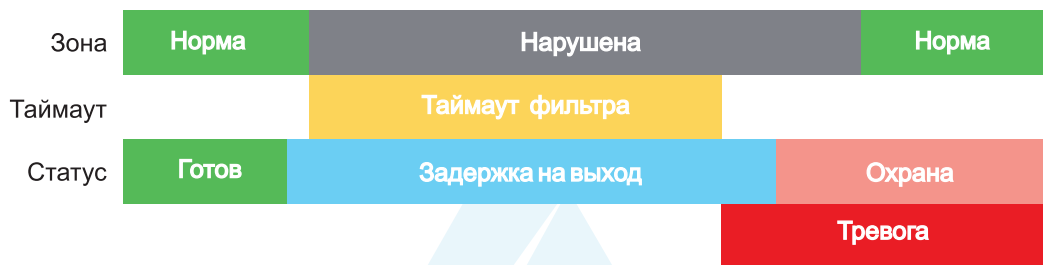 Зона Норма Нарушена Норма
Таймаут Таймаут фильтра
Статус Готов Задержка на выход Охрана
Тревога